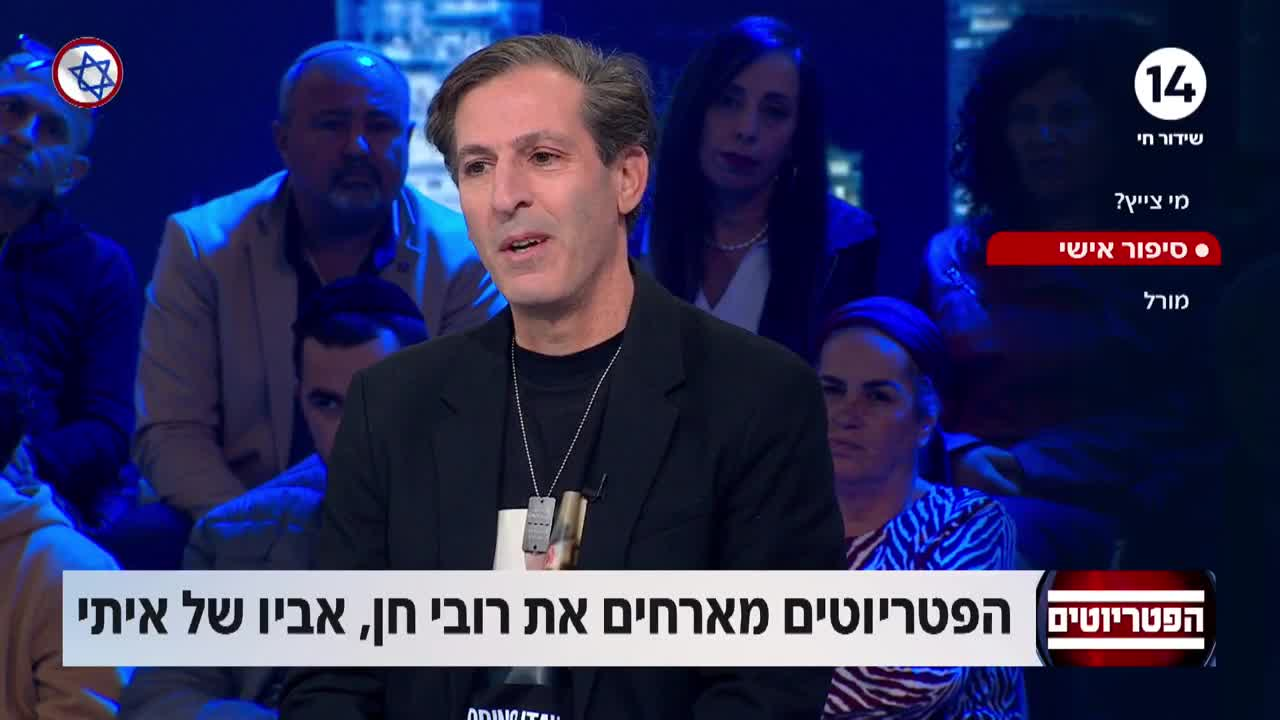 14
שידור חי
מי צייץ?
סיפור אישי
מורל
הפטריוטים מארחים את רובי חן, אביו של איתי
הפטריוטים